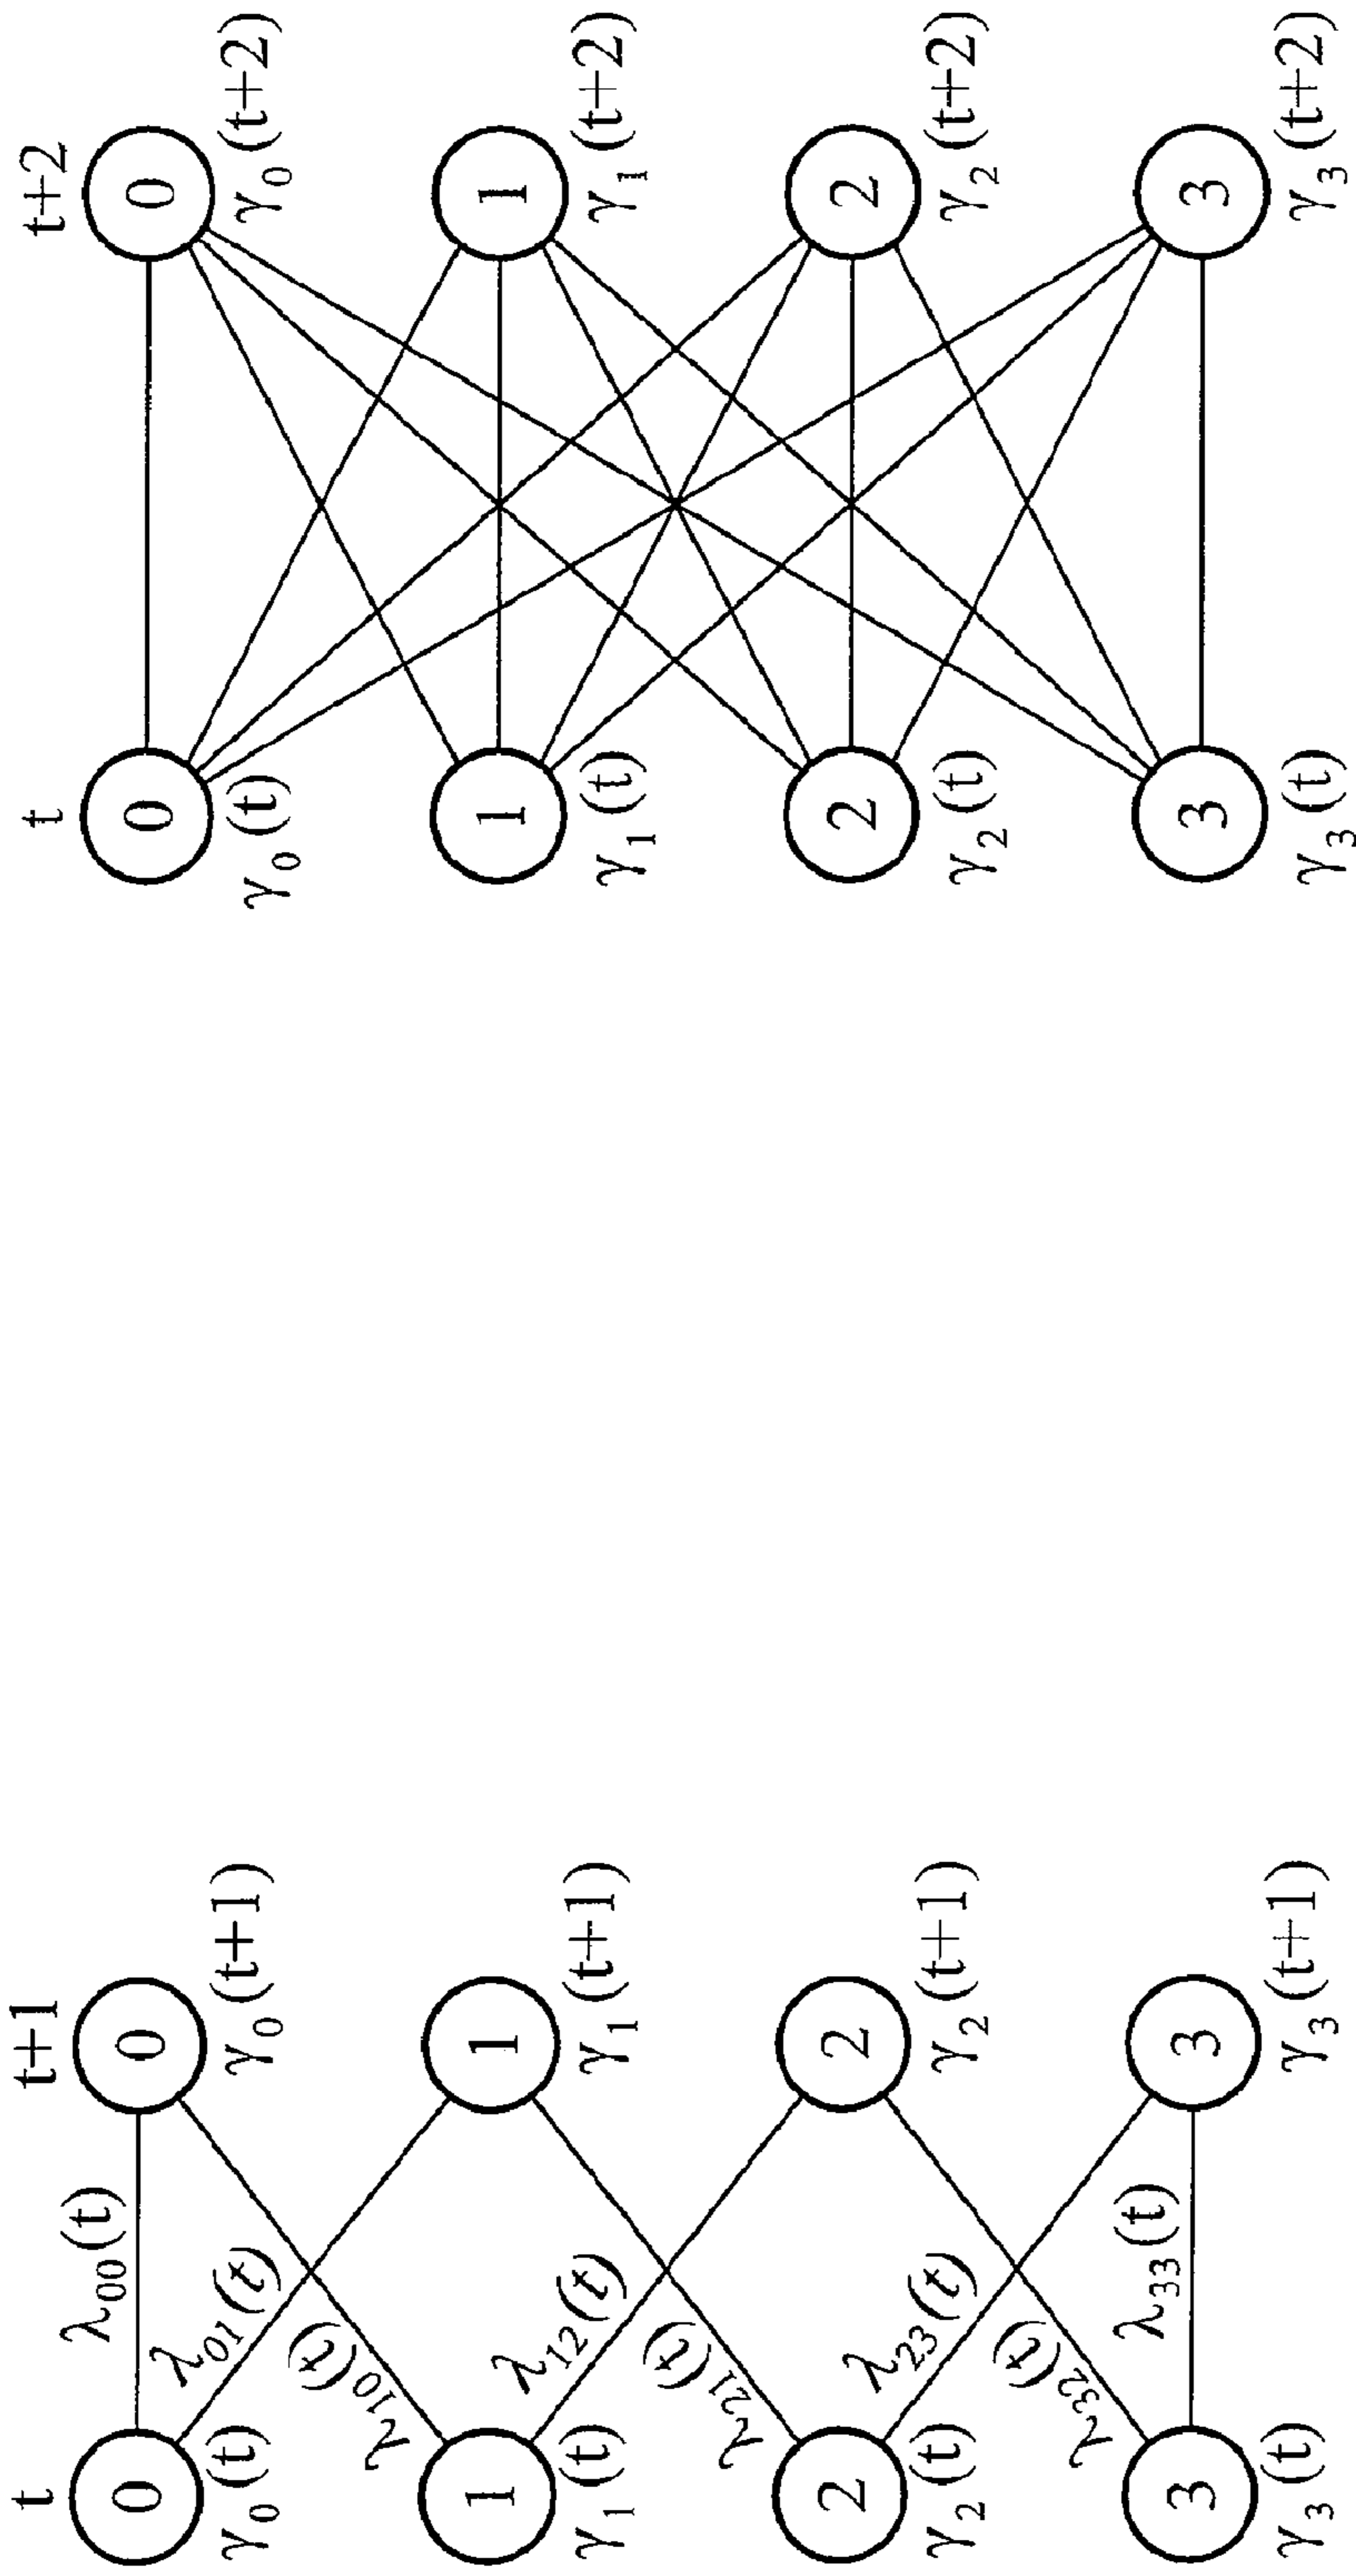 t t+1
0 λ00(t) 0
γ0(t) λ01(t) γ0(t+1)
λ10(t)
1 1
γ1(t) λ12(t) γ1(t+1)
λ21(t)
2 2
γ2(t) λ23(t) γ2(t+1)
λ32(t)
3 λ33(t) 3
γ3(t) γ3(t+1)
t t+2
0 0
γ0(t) γ0(t+2)
1 1
γ1(t) γ1(t+2)
2 2
γ2(t) γ2(t+2)
3 3
γ3(t) γ3(t+2)